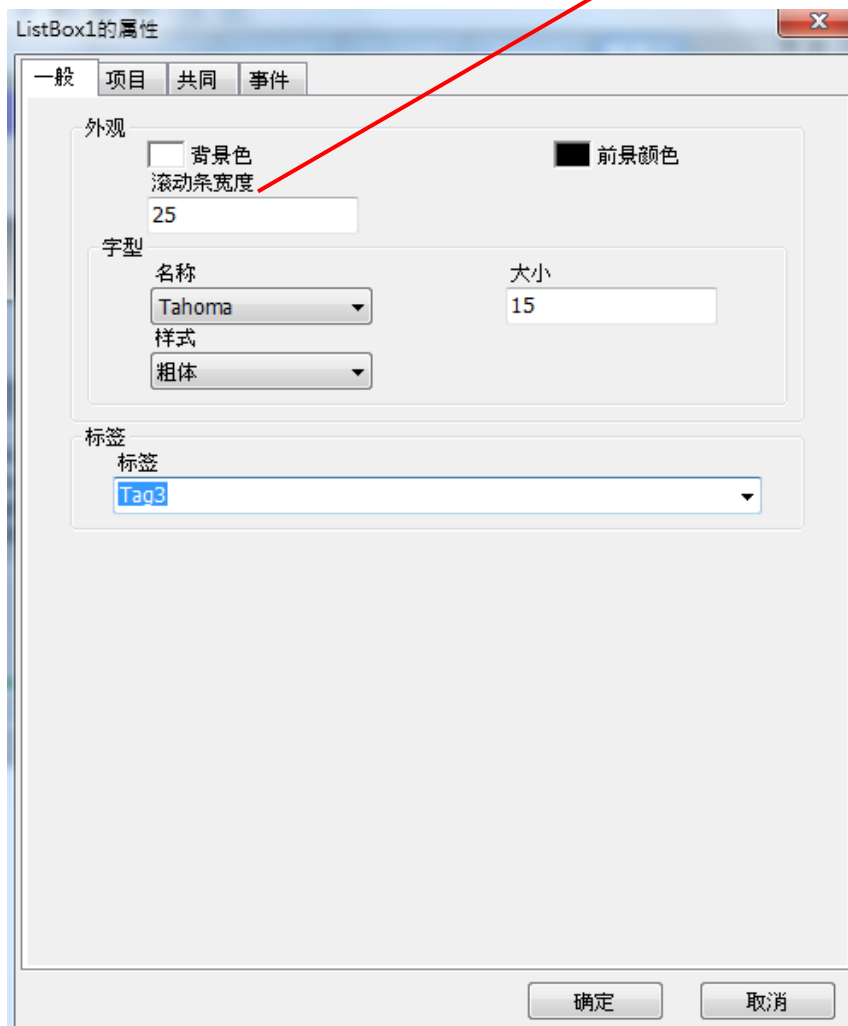 ListBox1的属性
一般 项目 共同 事件
外观
背景色 前景颜色
滚动条宽度
25
字型
名称 大小
Tahoma 15
样式
粗体
标签
标签
Tag3
确定 取消